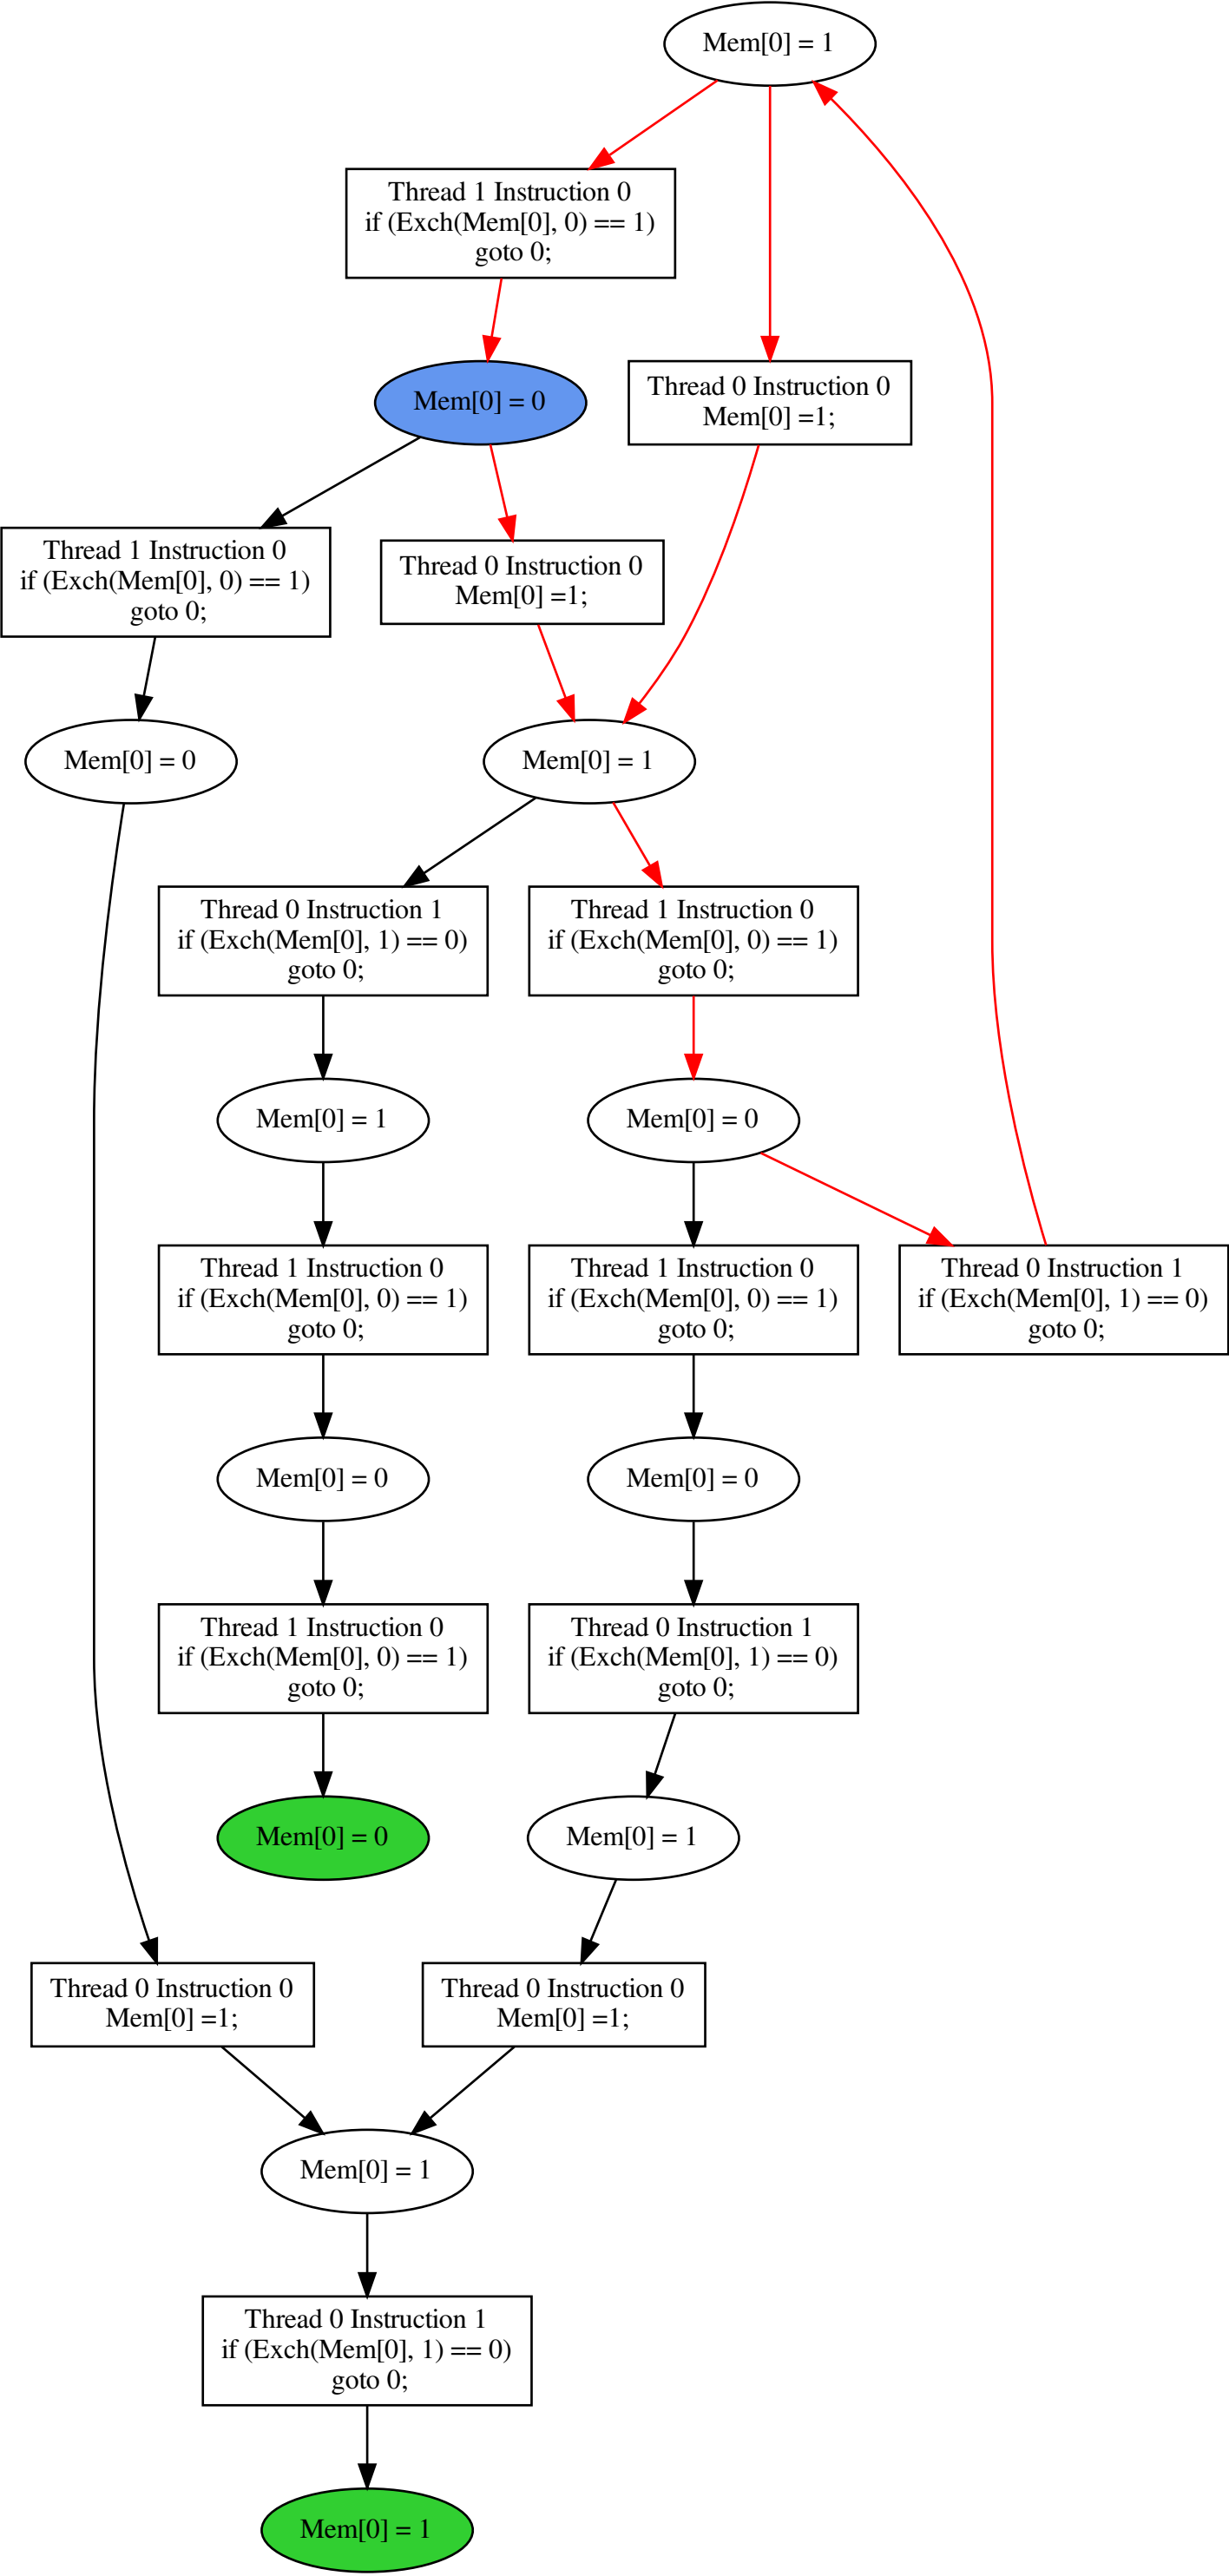 Mem[0] = 1
Thread 1 Instruction 0
if (Exch(Mem[0], 0) == 1)
goto 0;
Mem[0] = 0
Thread 0 Instruction 0
Mem[0] =1;
Thread 1 Instruction 0
if (Exch(Mem[0], 0) == 1)
goto 0;
Thread 0 Instruction 0
Mem[0] =1;
Mem[0] = 0
Mem[0] = 1
Thread 0 Instruction 1
if (Exch(Mem[0], 1) == 0)
goto 0;
Thread 1 Instruction 0
if (Exch(Mem[0], 0) == 1)
goto 0;
Mem[0] = 1
Mem[0] = 0
Thread 1 Instruction 0
if (Exch(Mem[0], 0) == 1)
goto 0;
Thread 1 Instruction 0
if (Exch(Mem[0], 0) == 1)
goto 0;
Thread 0 Instruction 1
if (Exch(Mem[0], 1) == 0)
goto 0;
Mem[0] = 0
Mem[0] = 0
Thread 1 Instruction 0
if (Exch(Mem[0], 0) == 1)
goto 0;
Thread 0 Instruction 1
if (Exch(Mem[0], 1) == 0)
goto 0;
Mem[0] = 0
Mem[0] = 1
Thread 0 Instruction 0
Mem[0] =1;
Thread 0 Instruction 0
Mem[0] =1;
Mem[0] = 1
Thread 0 Instruction 1
if (Exch(Mem[0], 1) == 0)
goto 0;
Mem[0] = 1